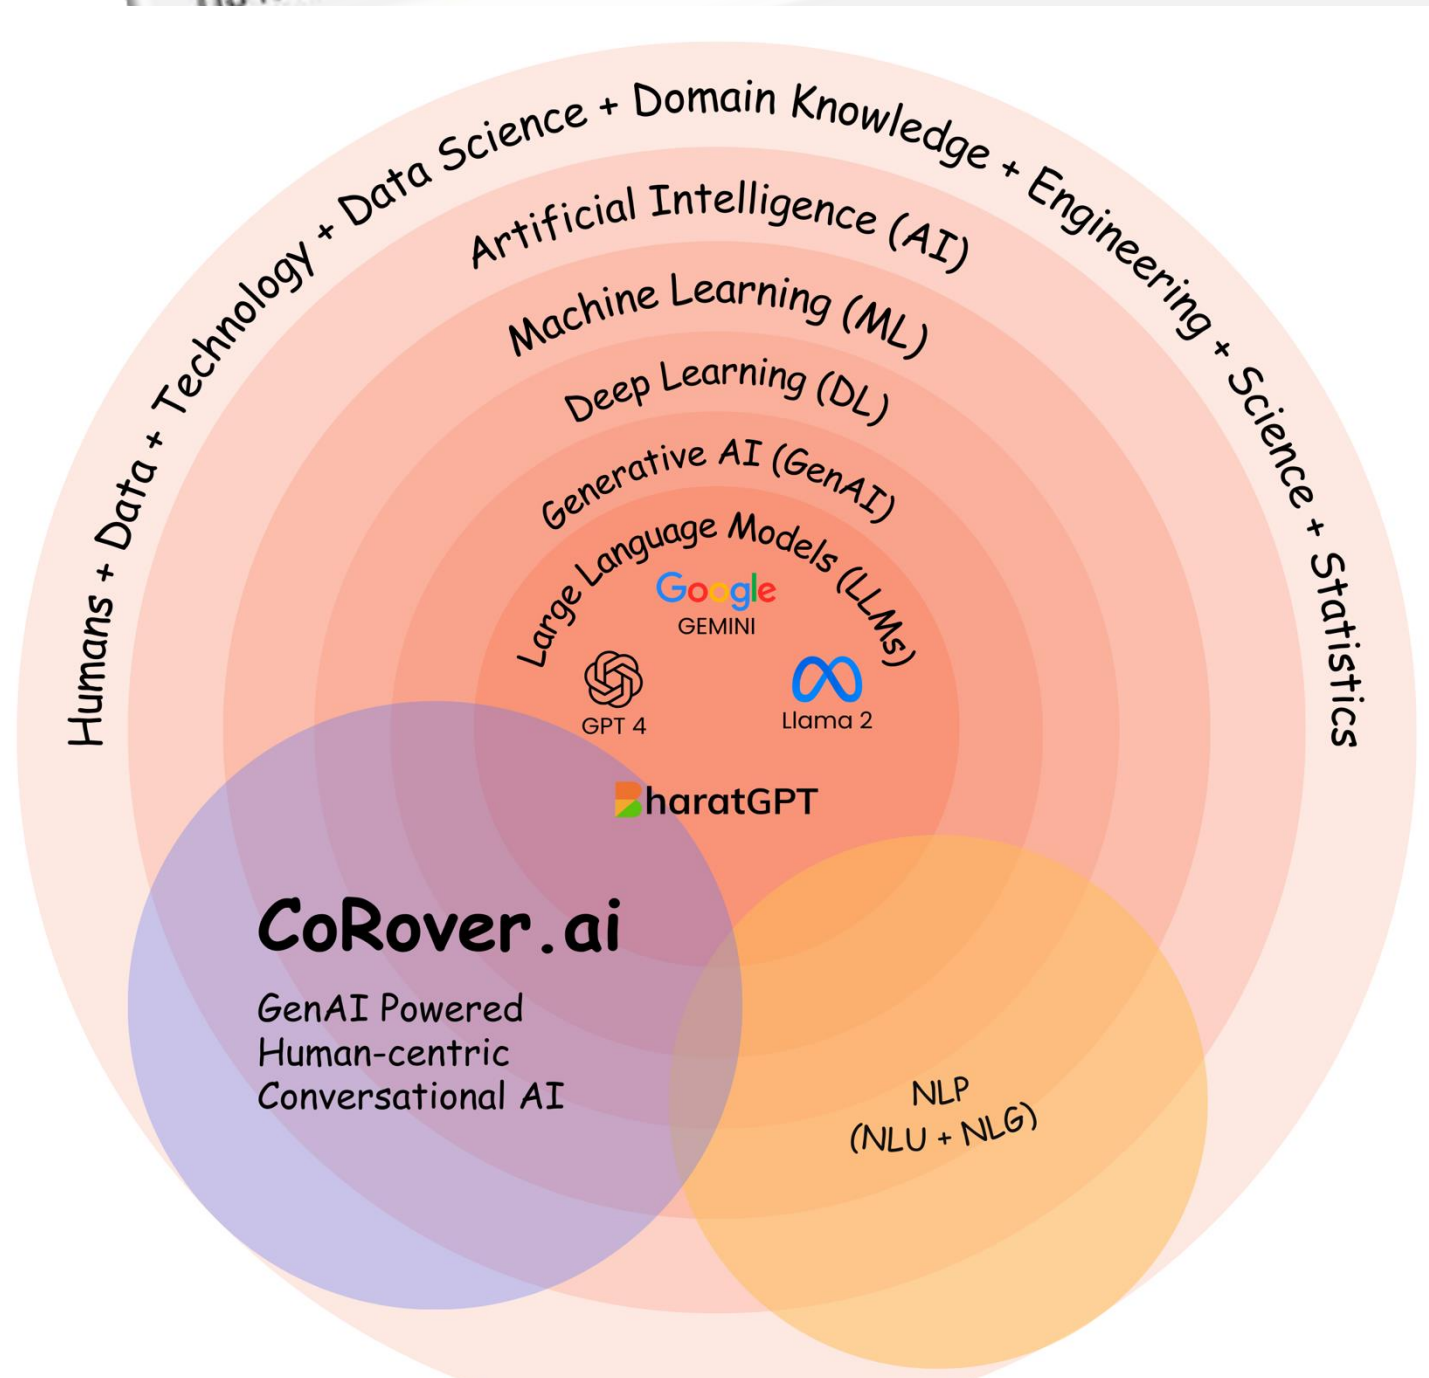 Humans + Data + Technology + Data Science + Domain Knowledge + Engineering + Science + Statistics
Artificial Intelligence (AI)
Machine Learning (ML)
Deep Learning (DL)
Generative AI (GenAI)
Large Language Models (LLMs)
Google
GEMINI
GPT 4
Llama 2
BharatGPT
CoRover.ai
GenAI Powered
Human-centric
Conversational AI
NLP
(NLU + NLG)